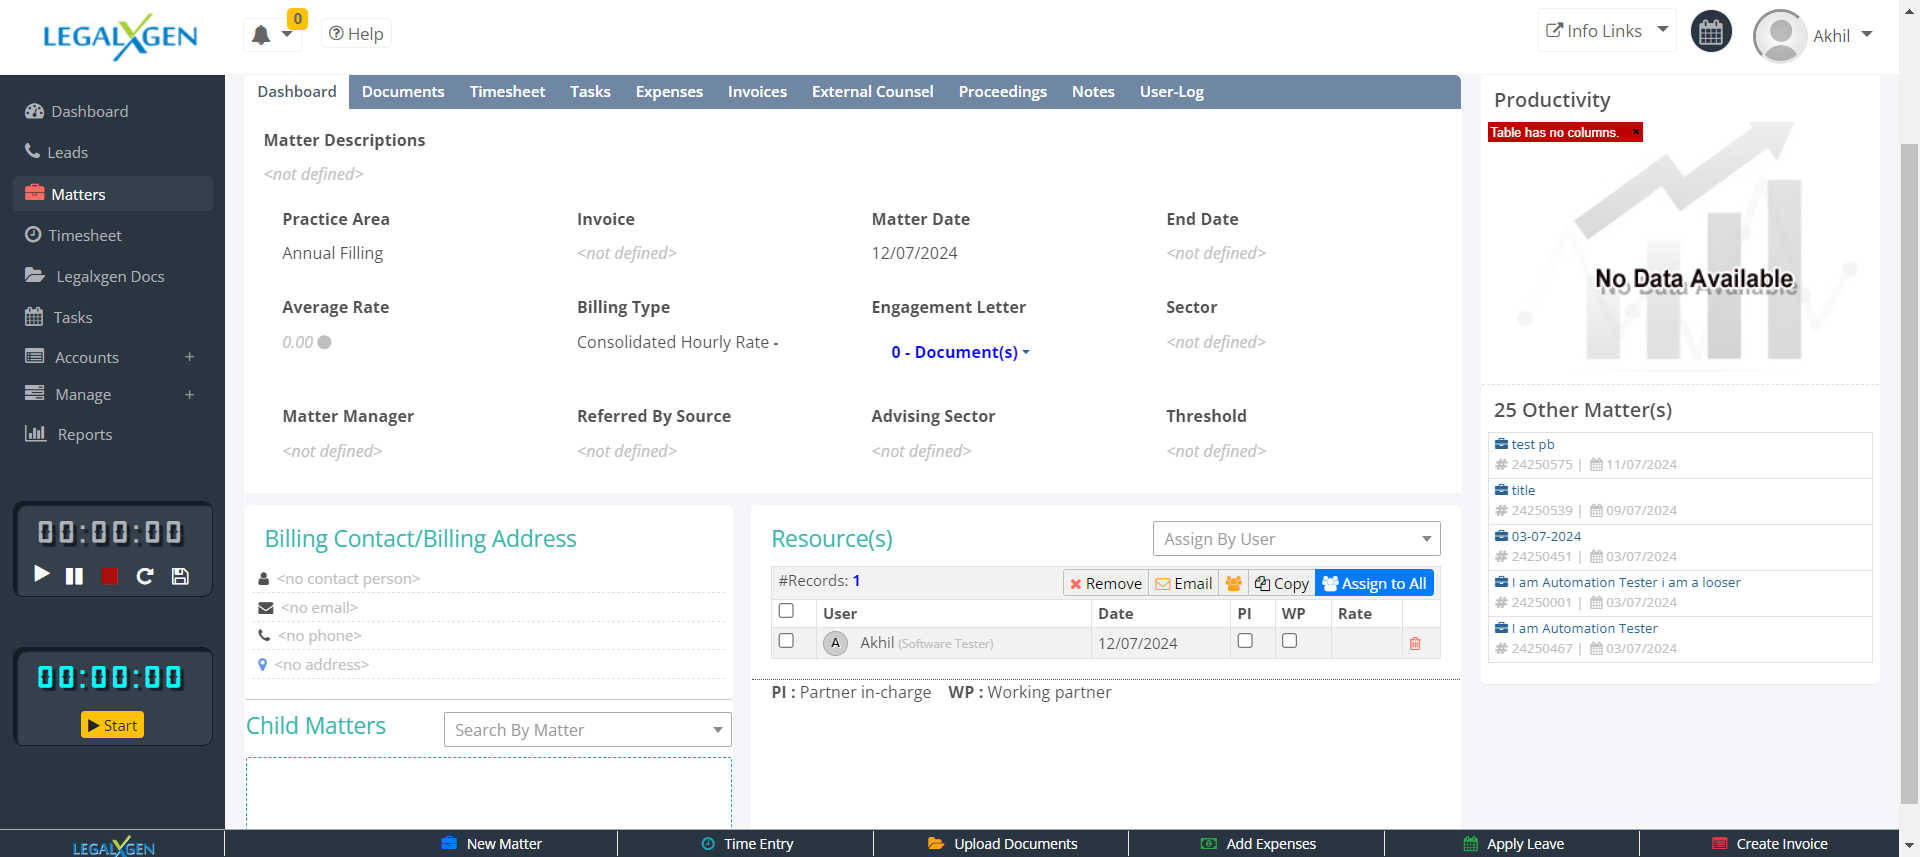 LEGALXGEN
0
Help
Info Links
Akhil
Dashboard
Leads
Matters
Timesheet
Legalxgen Docs
Tasks
Accounts +
Manage +
Reports
00:00:00
00:00:00
Start
Dashboard Documents Timesheet Tasks Expenses Invoices External Counsel Proceedings Notes User-Log
Matter Descriptions
<not defined>
Practice Area Invoice Matter Date End Date
Annual Filling <not defined> 12/07/2024 <not defined>
Average Rate Billing Type Engagement Letter Sector
0.00 Consolidated Hourly Rate - 0 - Document(s) <not defined>
Matter Manager Referred By Source Advising Sector Threshold
<not defined> <not defined> <not defined> <not defined>
Billing Contact/Billing Address
<no contact person>
<no email>
<no phone>
<no address>
Child Matters Search By Matter
Resource(s) Assign By User
#Records: 1 Remove Email Copy Assign to All
User Date PI WP Rate
A Akhil (Software Tester) 12/07/2024
PI : Partner in-charge WP : Working partner
Productivity
Table has no columns. ×
No Data Available
25 Other Matter(s)
test pb
# 24250575 | 11/07/2024
title
# 24250539 | 09/07/2024
03-07-2024
# 24250451 | 03/07/2024
I am Automation Tester i am a looser
# 24250001 | 03/07/2024
I am Automation Tester
# 24250467 | 03/07/2024
LEGALXGEN New Matter Time Entry Upload Documents Add Expenses Apply Leave Create Invoice